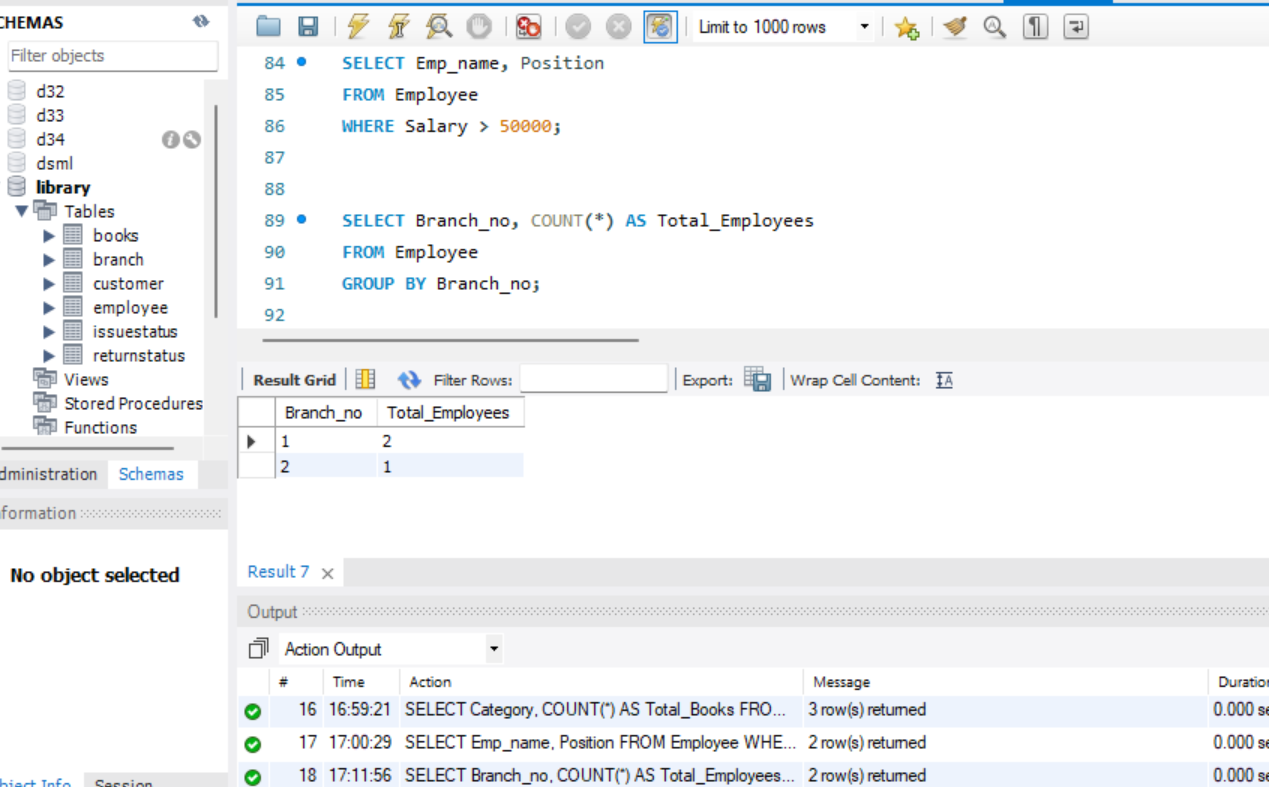 CHEMAS
Filter objects
d32
d33
d34
dsml
library
Tables
books
branch
customer
employee
issuestatus
returnstatus
Views
Stored Procedures
Functions
dministration Schemas
formation
No object selected
bject Info Session
Limit to 1000 rows
84 SELECT Emp_name, Position
85 FROM Employee
86 WHERE Salary > 50000;
87
88
89 SELECT Branch_no, COUNT(*) AS Total_Employees
90 FROM Employee
91 GROUP BY Branch_no;
92
Result Grid Filter Rows: Export: Wrap Cell Content: IA
Branch_no Total_Employees
1 2
2 1
Result 7
Output
Action Output
# Time Action Message Duration
16 16:59:21 SELECT Category, COUNT(*) AS Total_Books FRO... 3 row(s) returned 0.000 se
17 17:00:29 SELECT Emp_name, Position FROM Employee WHE... 2 row(s) returned 0.000 se
18 17:11:56 SELECT Branch_no, COUNT(*) AS Total_Employees... 2 row(s) returned 0.000 se